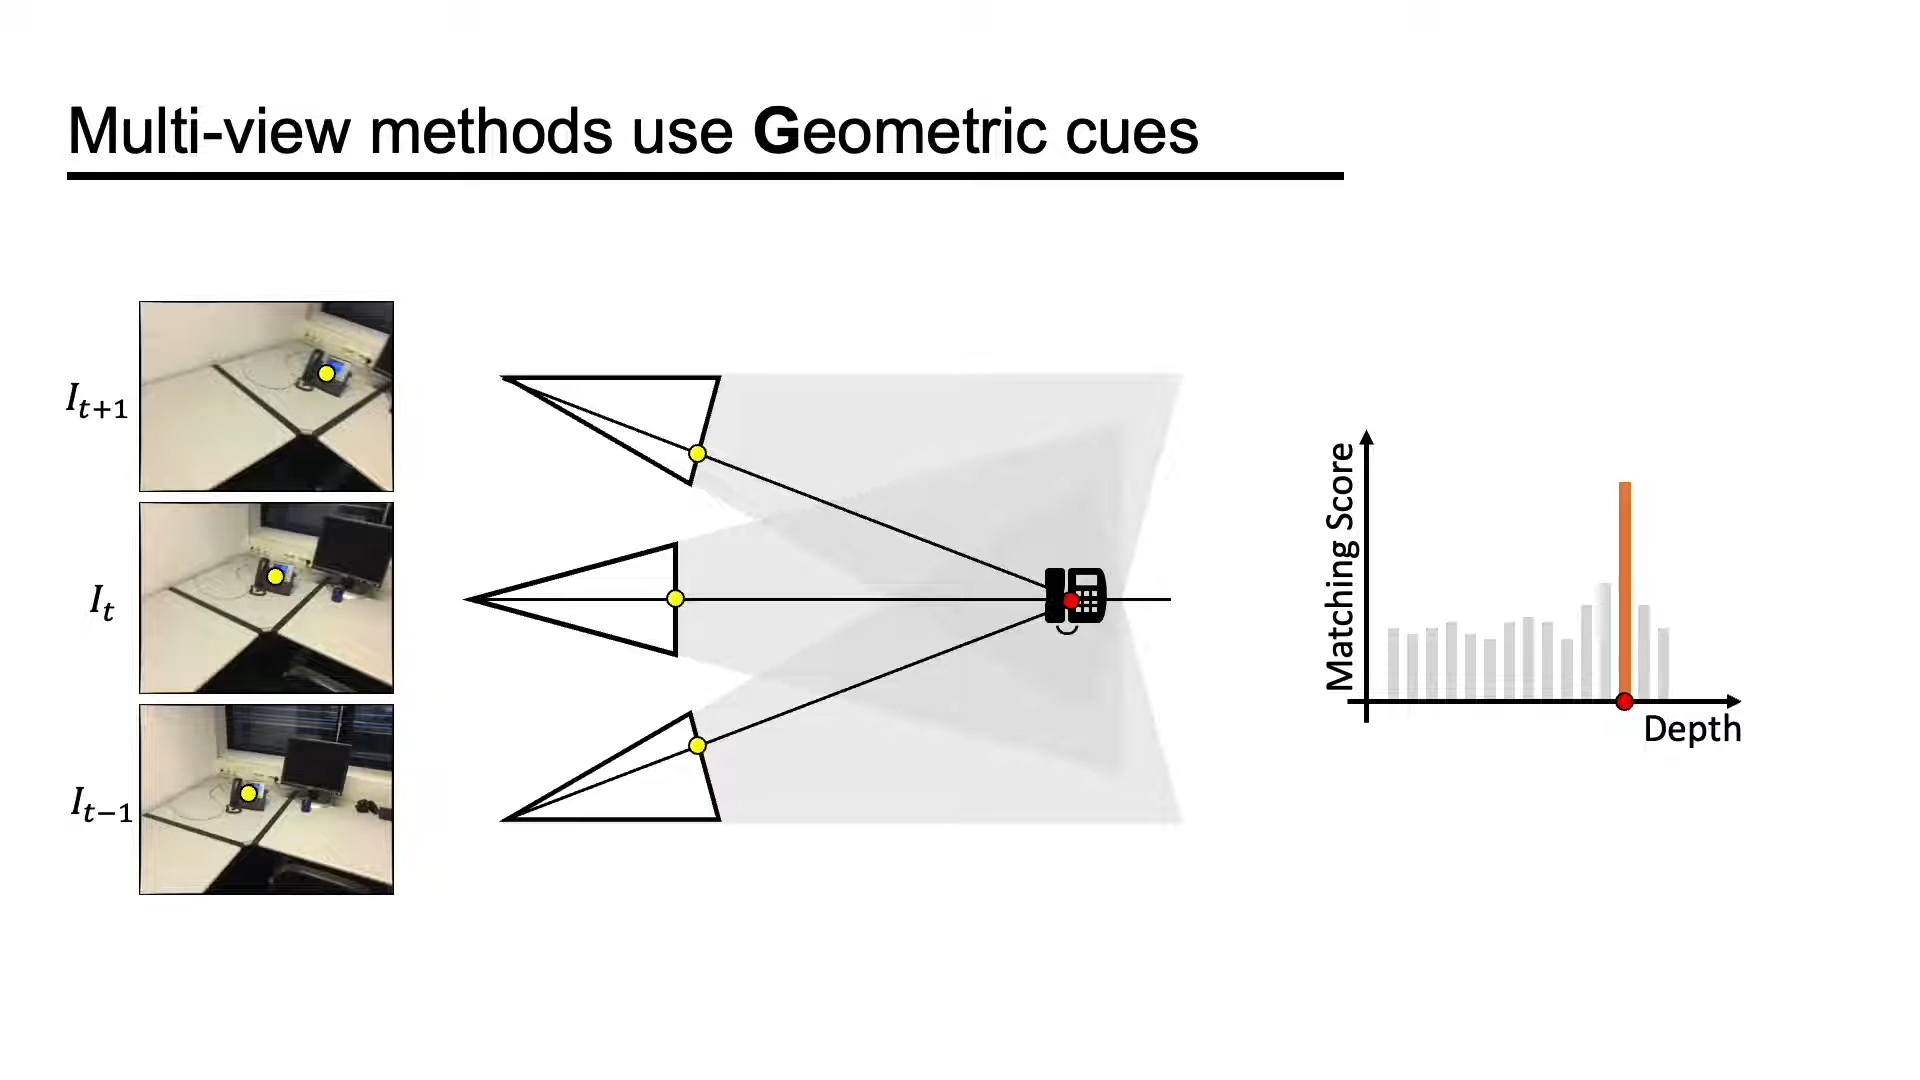 Multi-view methods use Geometric cues
I_{t+1}
I_t
I_{t−1}
Matching Score
Depth